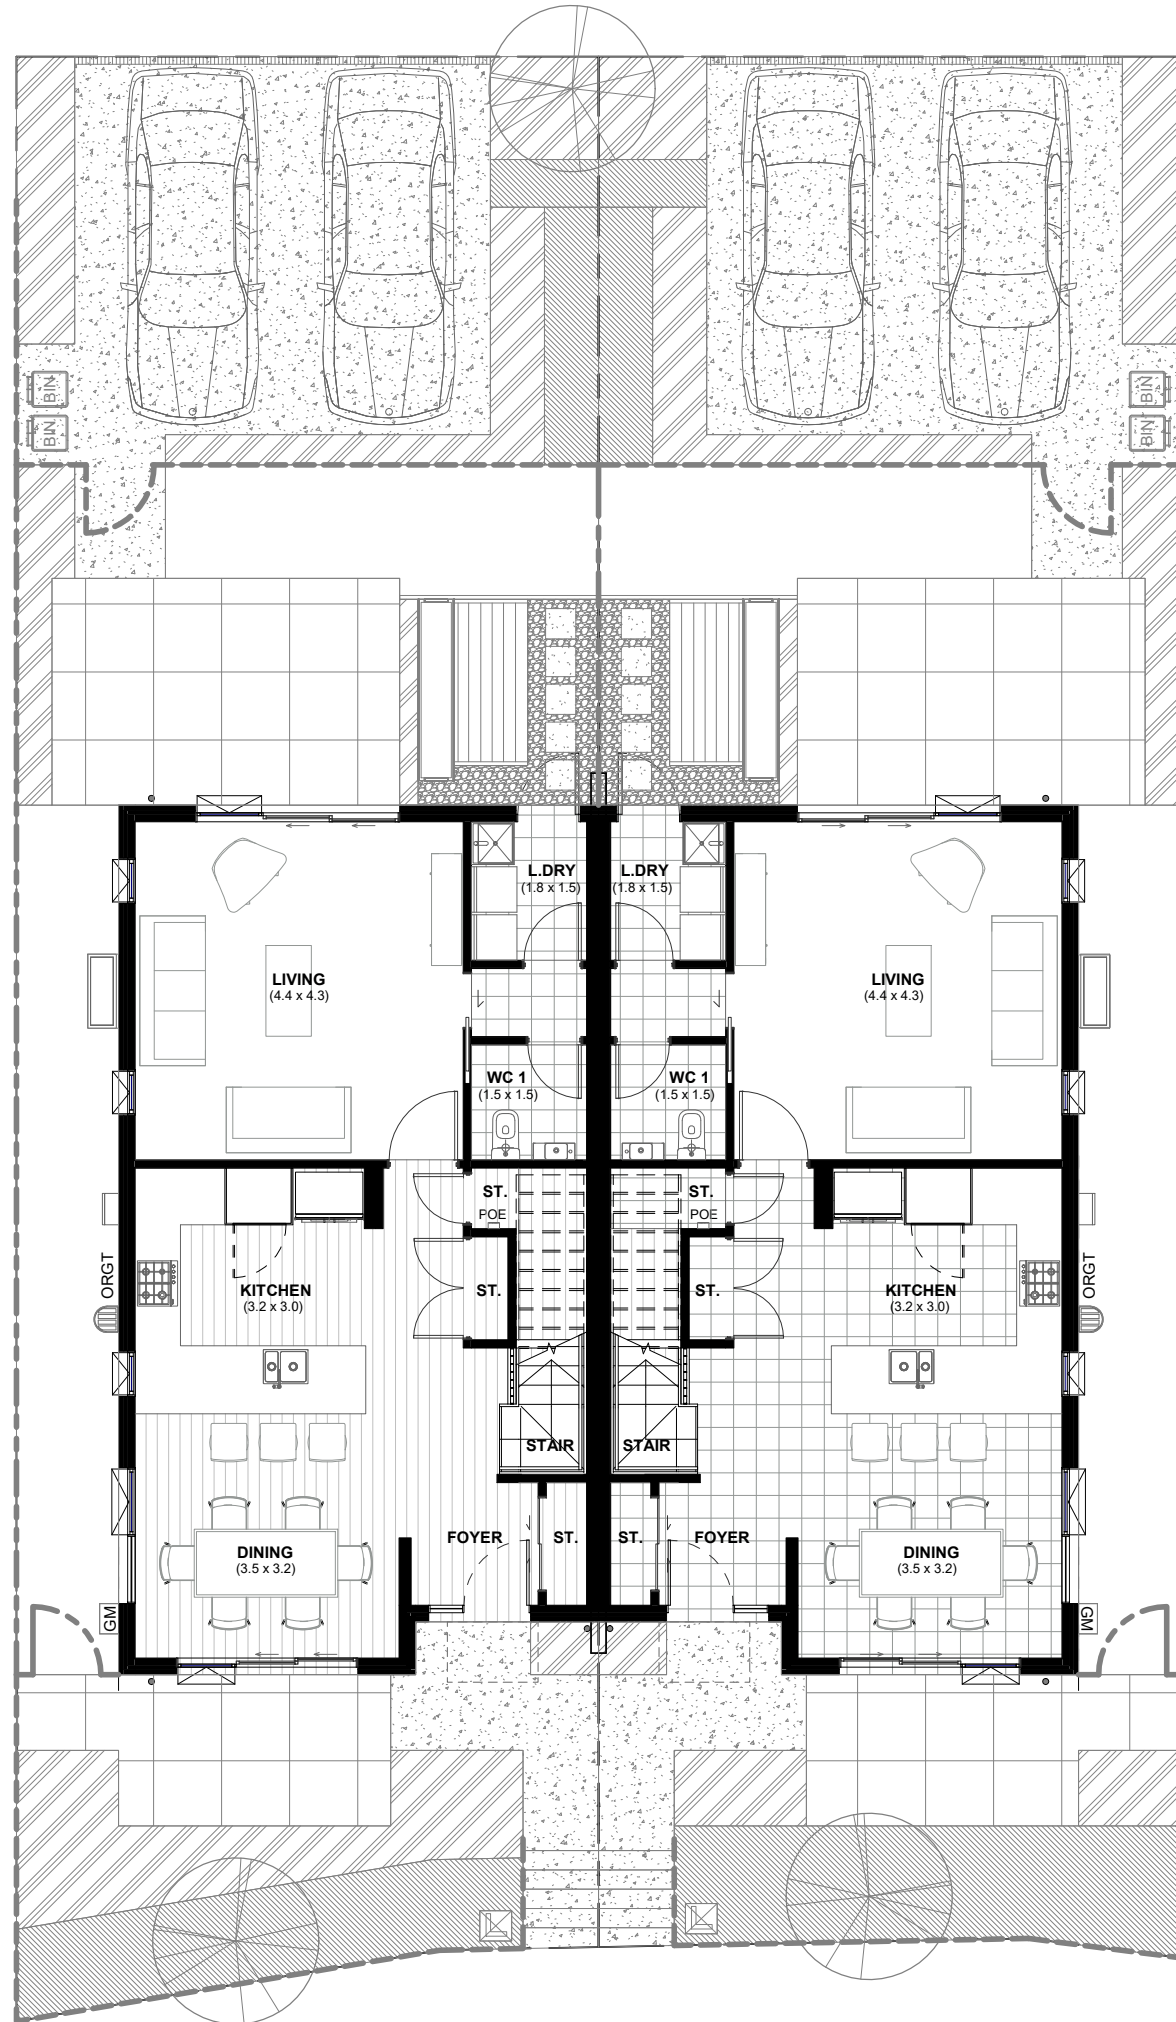 BIN
BIN
BIN
BIN
L.DRY
(1.8 x 1.5)
L.DRY
(1.8 x 1.5)
LIVING
(4.4 x 4.3)
LIVING
(4.4 x 4.3)
WC 1
(1.5 x 1.5)
WC 1
(1.5 x 1.5)
ST.
POE
ST.
POE
ORGT
ORGT
KITCHEN
(3.2 x 3.0)
ST.
ST.
KITCHEN
(3.2 x 3.0)
STAIR
STAIR
FOYER
ST.
ST.
FOYER
DINING
(3.5 x 3.2)
DINING
(3.5 x 3.2)
GM
GM